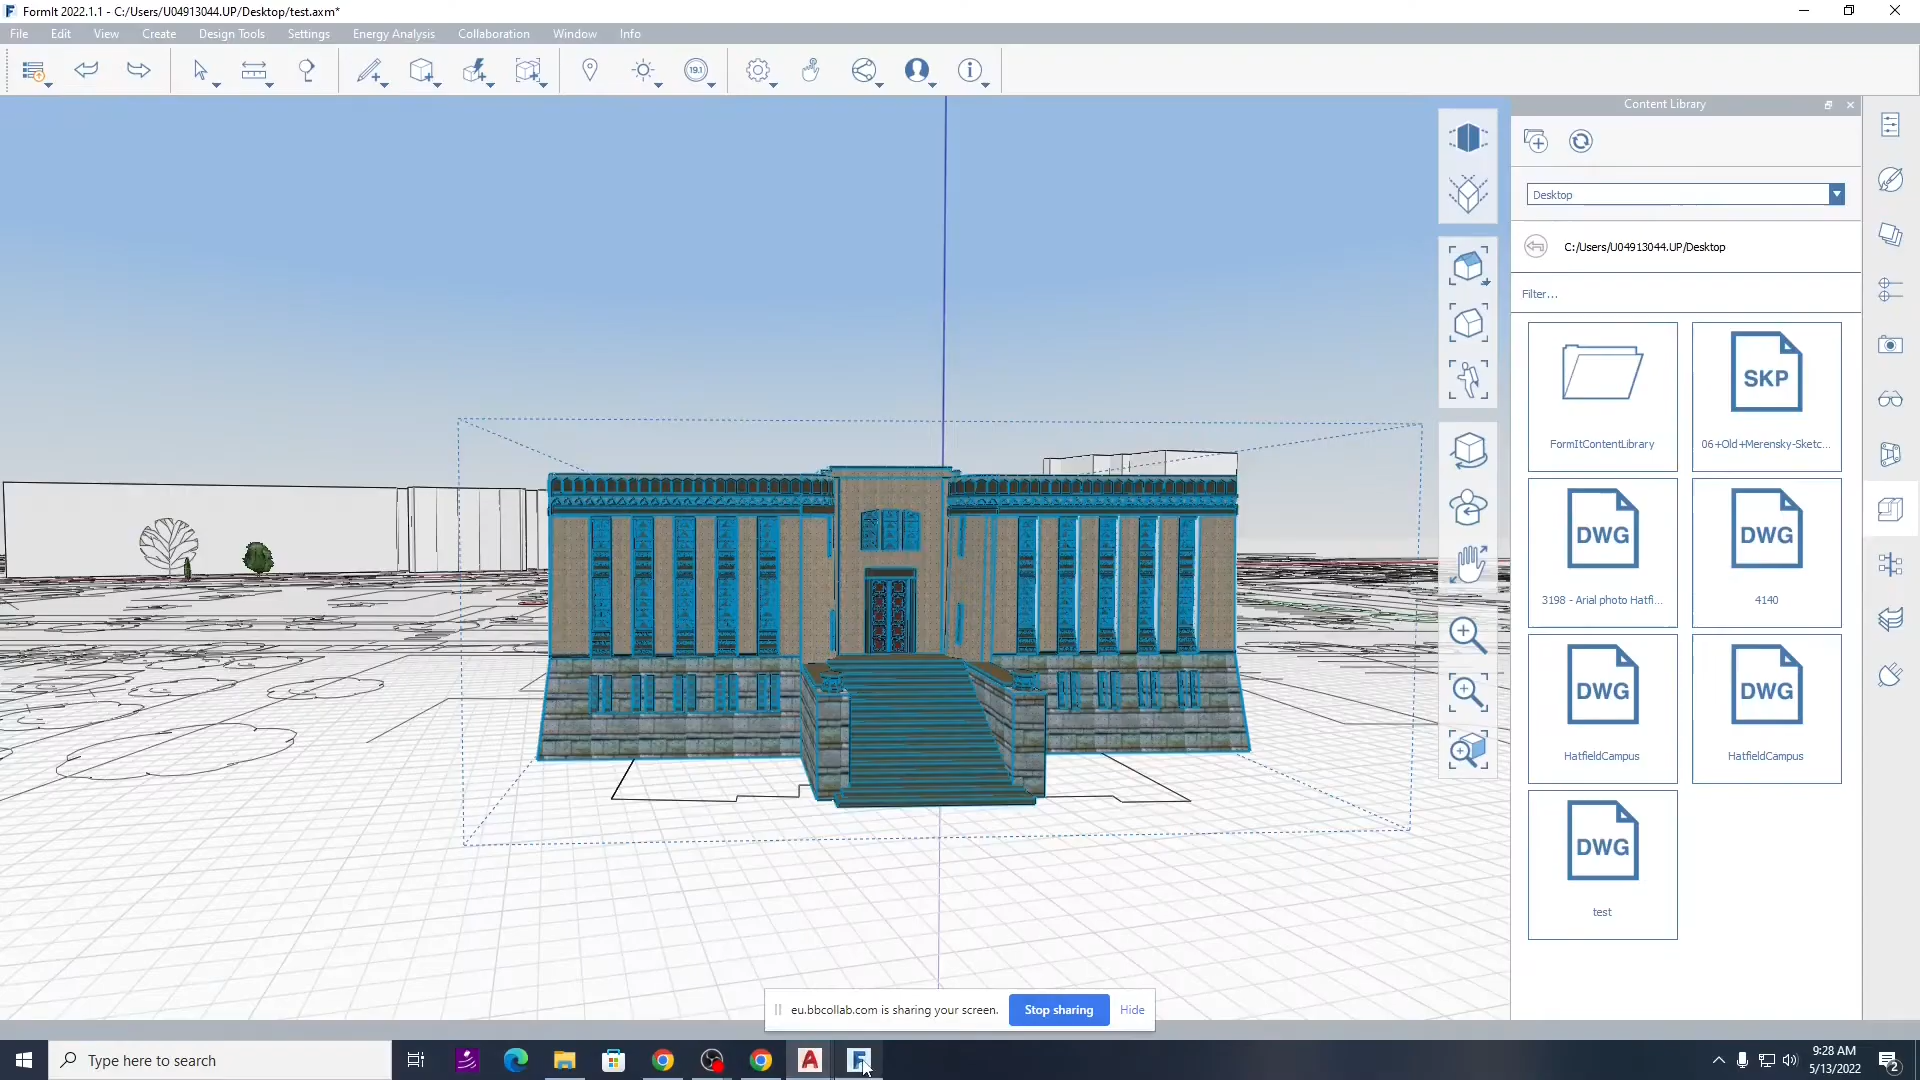 FormIt 2022.1.1 - C:/Users/U04913044.UP/Desktop/test.axm*
File Edit View Create Design Tools Settings Energy Analysis Collaboration Window Info
19.1
Content Library
Desktop
C:/Users/U04913044.UP/Desktop
Filter...
SKP
FormItContentLibrary 06+Old+Merensky-Sketc...
DWG DWG
3198 - Arial photo Hatfi... 4140
DWG DWG
HatfieldCampus HatfieldCampus
DWG
test
eu.bbcollab.com is sharing your screen. Stop sharing Hide
Type here to search
9:28 AM
5/13/2022
2